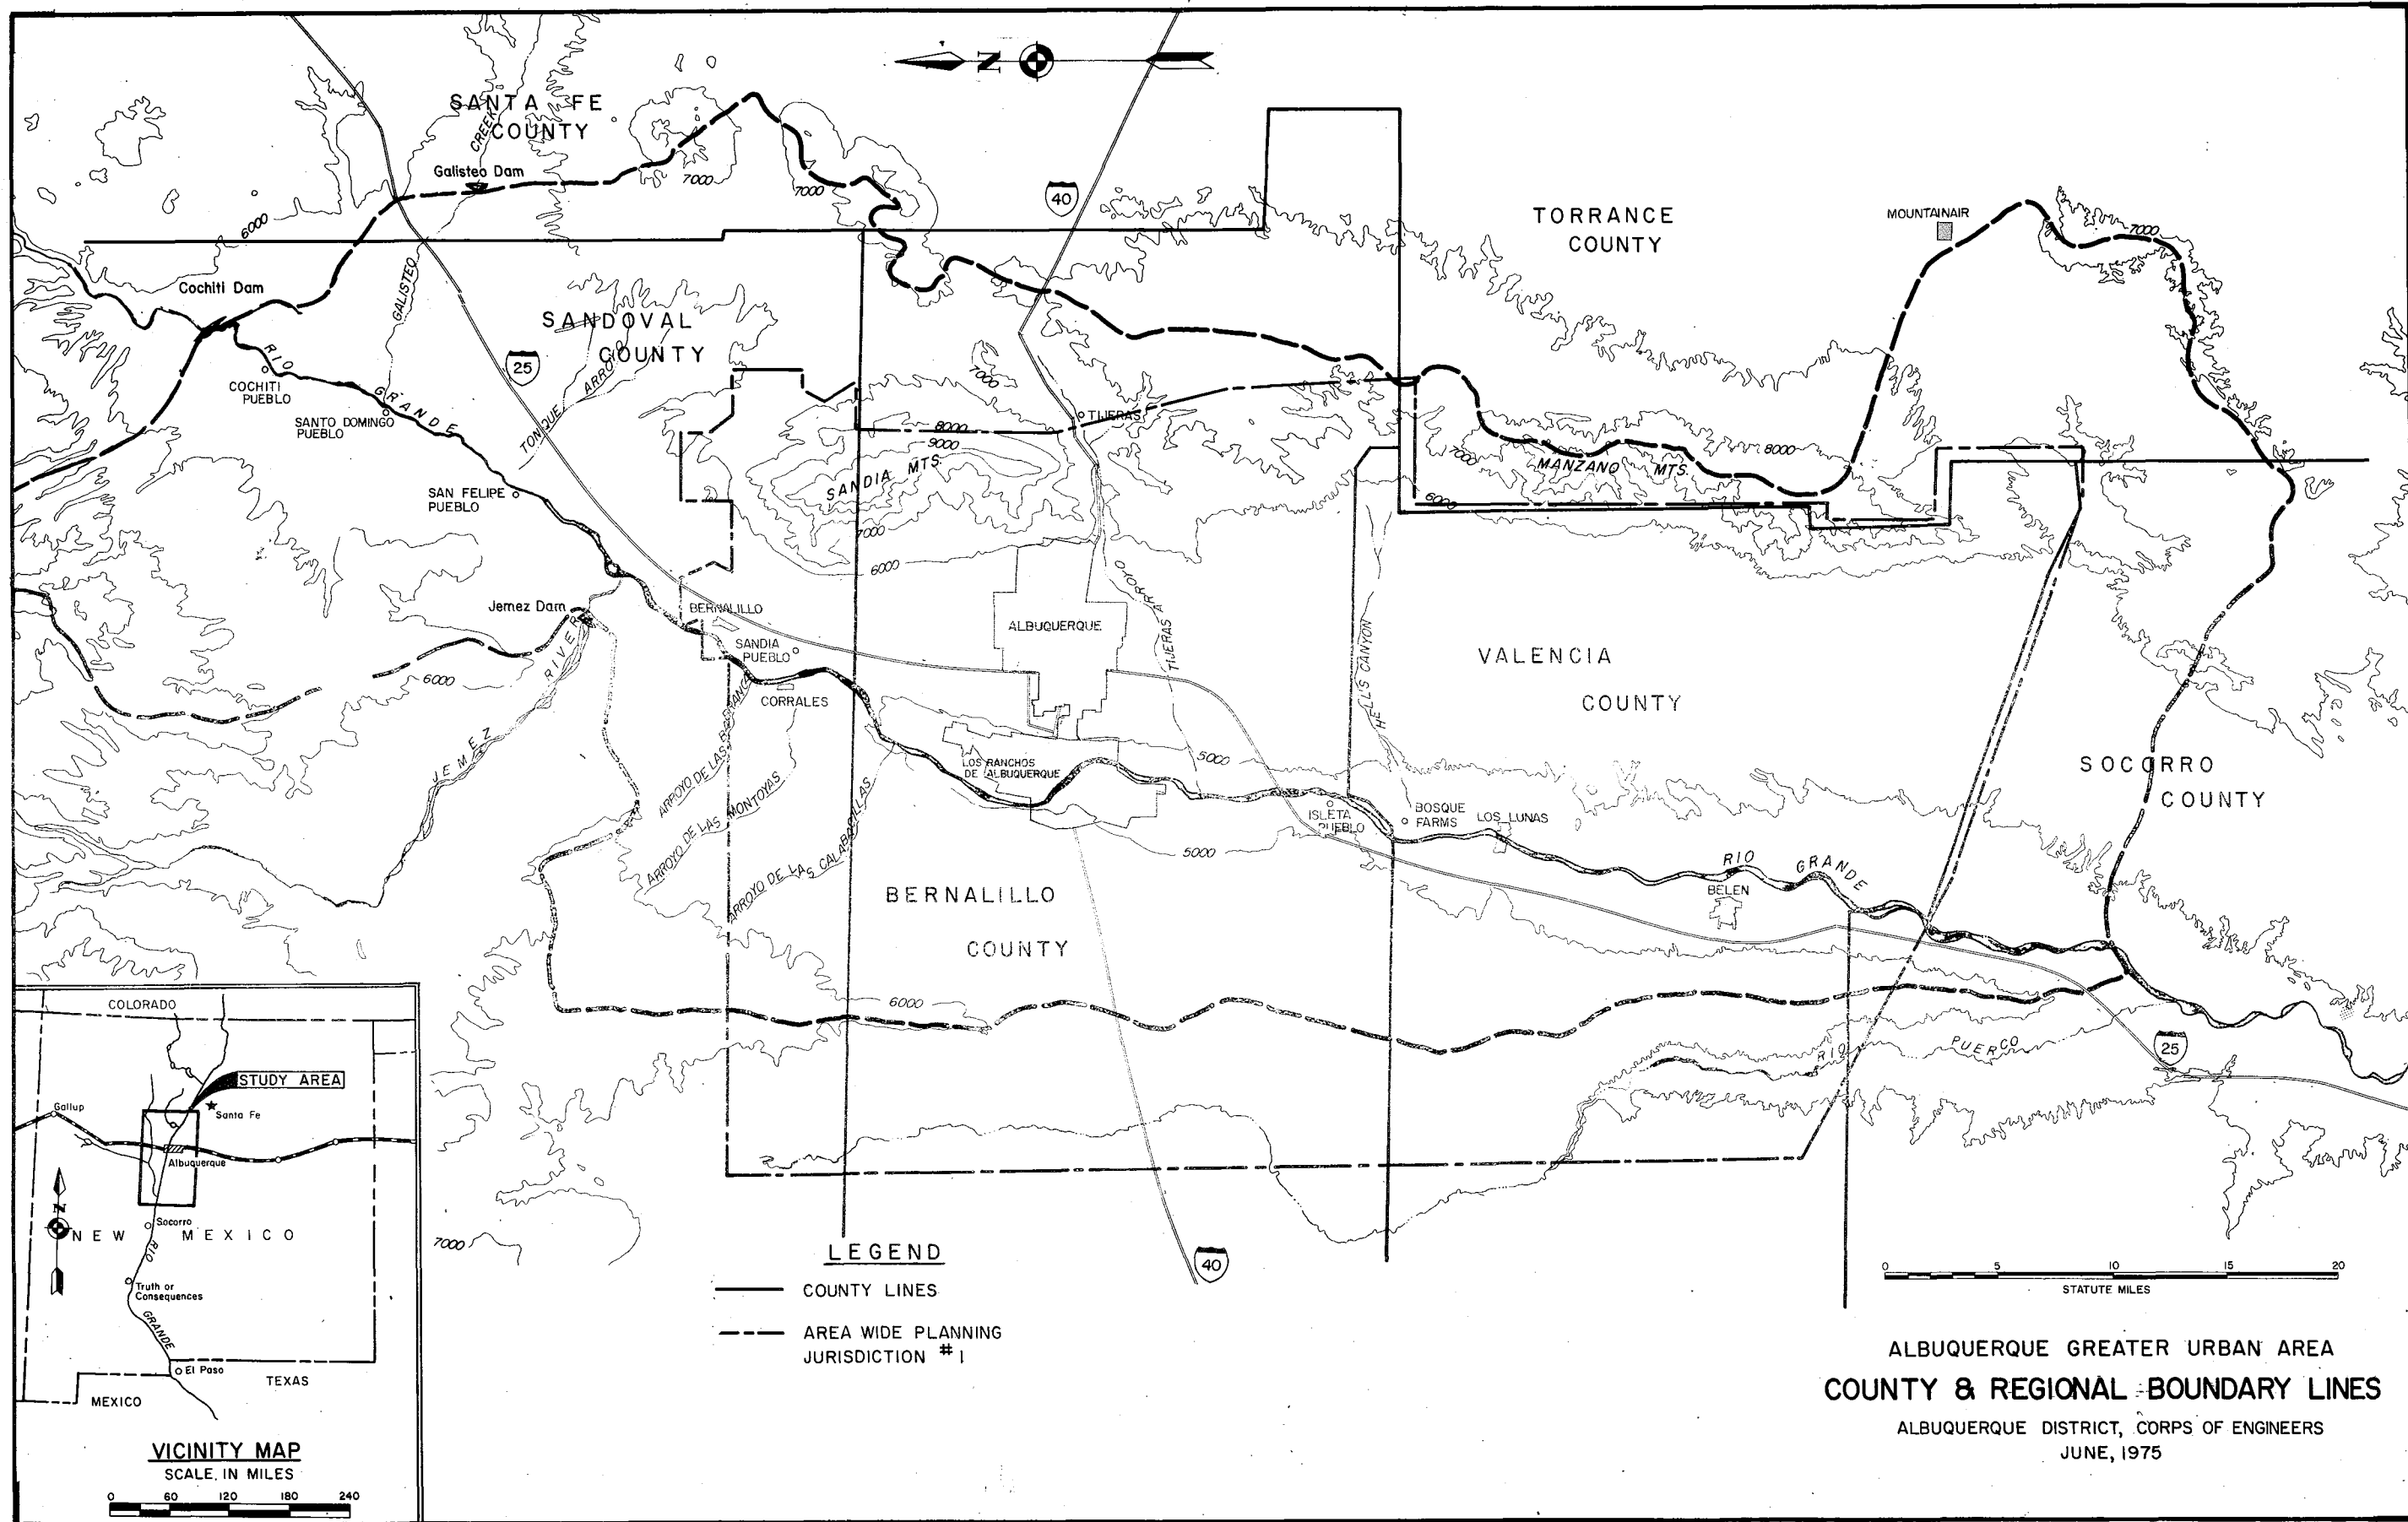 N
SANTA FE
COUNTY
CREEK
Galisteo Dam
7000
7000
40
6000
TORRANCE
COUNTY
MOUNTAINAIR
7000
Cochiti Dam
GALISTEO
SANDOVAL
COUNTY
25
TONQUE ARROYO
RIO GRANDE
COCHITI
PUEBLO
SANTO DOMINGO
PUEBLO
SAN FELIPE
PUEBLO
7000
TIJERAS
8000
9000
SANDIA MTS.
7000
6000
7000
MANZANO MTS.
8000
6000
Jemez Dam
BERNALILLO
SANDIA
PUEBLO
CORRALES
ALBUQUERQUE
TIJERAS ARROYO
HELL'S CANYON
VALENCIA
COUNTY
6000
JEMEZ RIVER
ARROYO DE LAS BARRANCAS
ARROYO DE LAS MONTOYAS
ARROYO DE LAS CALABACILLAS
LOS RANCHOS
DE ALBUQUERQUE
5000
5000
ISLETA
PUEBLO
BOSQUE
FARMS
LOS LUNAS
RIO GRANDE
BELEN
SOCORRO
COUNTY
BERNALILLO
COUNTY
6000
RIO PUERCO
25
7000
40
COLORADO
STUDY AREA
Gallup
Santa Fe
Albuquerque
N
Socorro
NEW MEXICO
RIO
Truth or
Consequences
GRANDE
El Paso
TEXAS
MEXICO
VICINITY MAP
SCALE, IN MILES
0 60 120 180 240
LEGEND
COUNTY LINES
AREA WIDE PLANNING
JURISDICTION #1
0 5 10 15 20
STATUTE MILES
ALBUQUERQUE GREATER URBAN AREA
COUNTY & REGIONAL BOUNDARY LINES
ALBUQUERQUE DISTRICT, CORPS OF ENGINEERS
JUNE, 1975